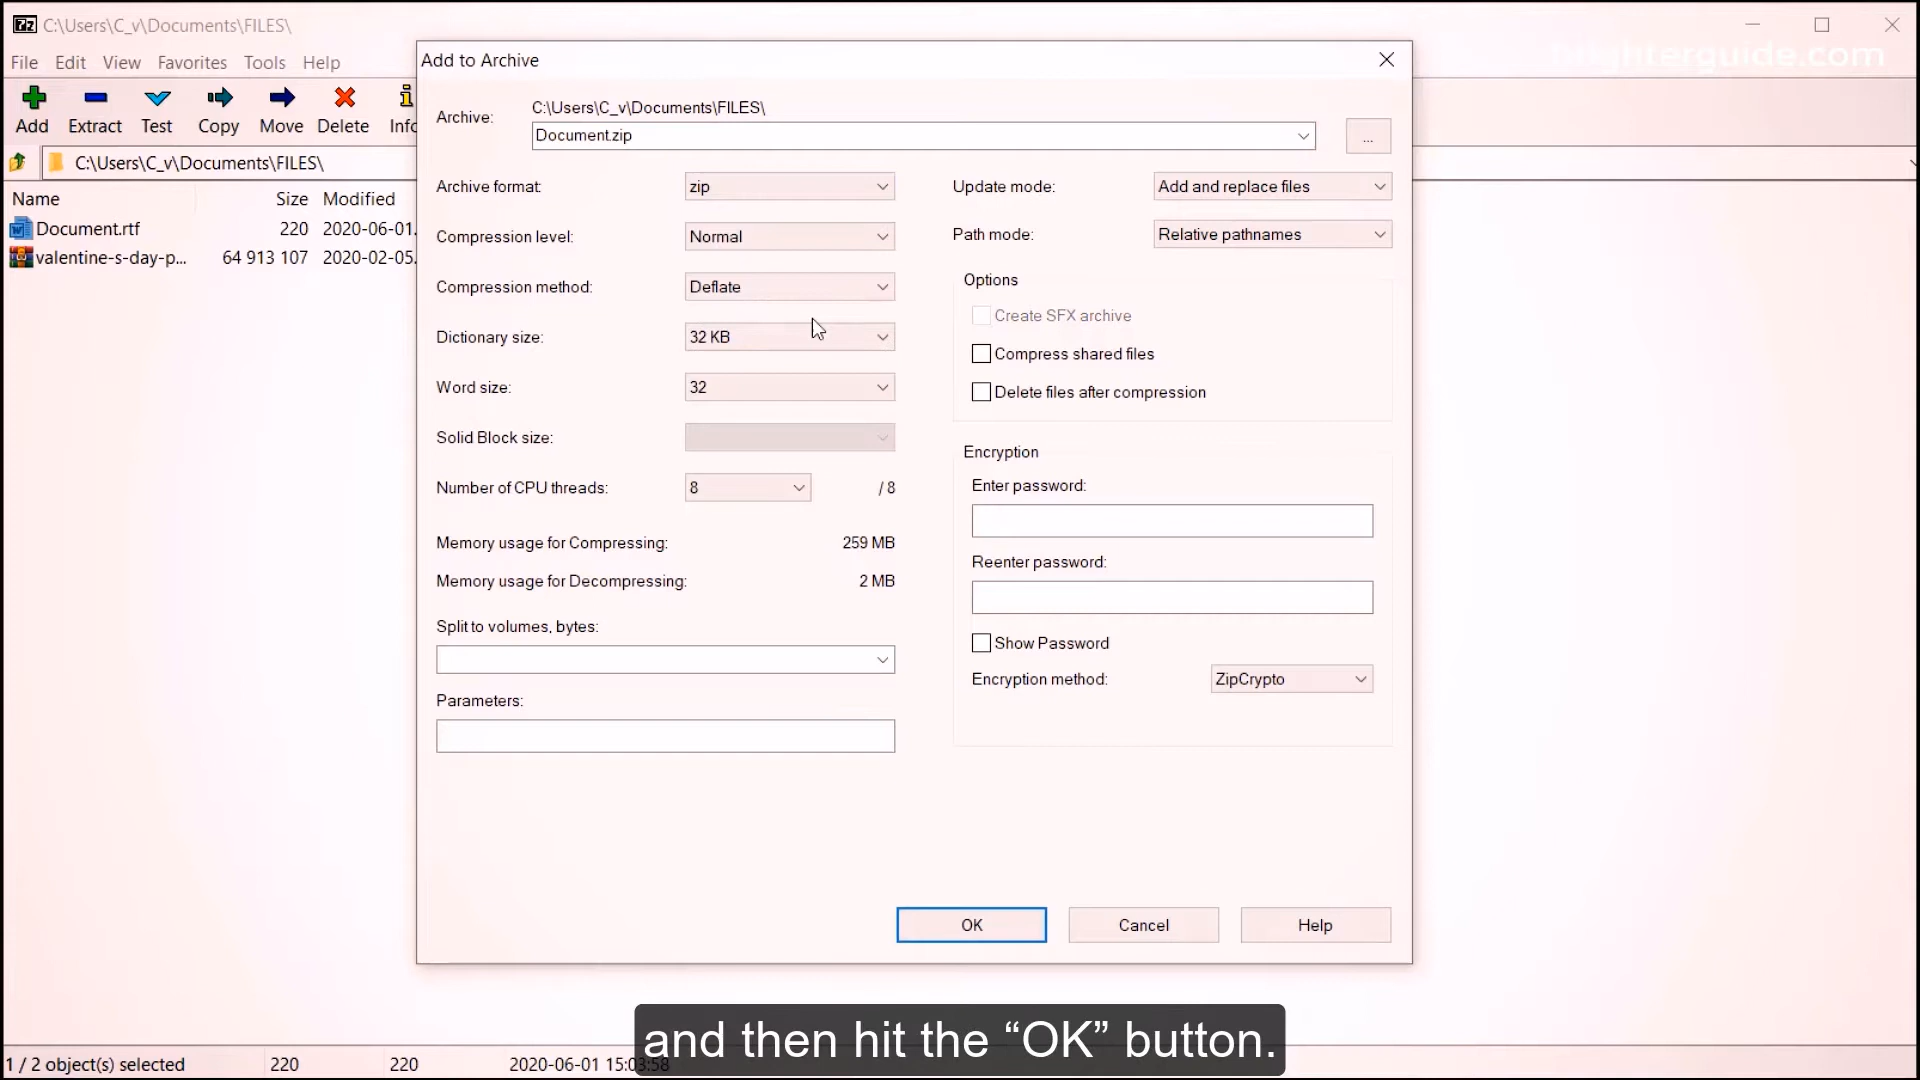 C:\Users\C_v\Documents\FILES\
File Edit View Favorites Tools Help
Add Extract Test Copy Move Delete Info
C:\Users\C_v\Documents\FILES\
Name Size Modified
Document.rtf 220 2020-06-01
valentine-s-day-p... 64 913 107 2020-02-05
Add to Archive
Archive: C:\Users\C_v\Documents\FILES\
Document.zip
...
Archive format: zip
Compression level: Normal
Compression method: Deflate
Dictionary size: 32 KB
Word size: 32
Solid Block size:
Number of CPU threads: 8 / 8
Memory usage for Compressing: 259 MB
Memory usage for Decompressing: 2 MB
Split to volumes, bytes:
Parameters:
Update mode: Add and replace files
Path mode: Relative pathnames
Options
Create SFX archive
Compress shared files
Delete files after compression
Encryption
Enter password:
Reenter password:
Show Password
Encryption method: ZipCrypto
OK Cancel Help
and then hit the “OK” button.
1 / 2 object(s) selected 220 220 2020-06-01 15:03:58